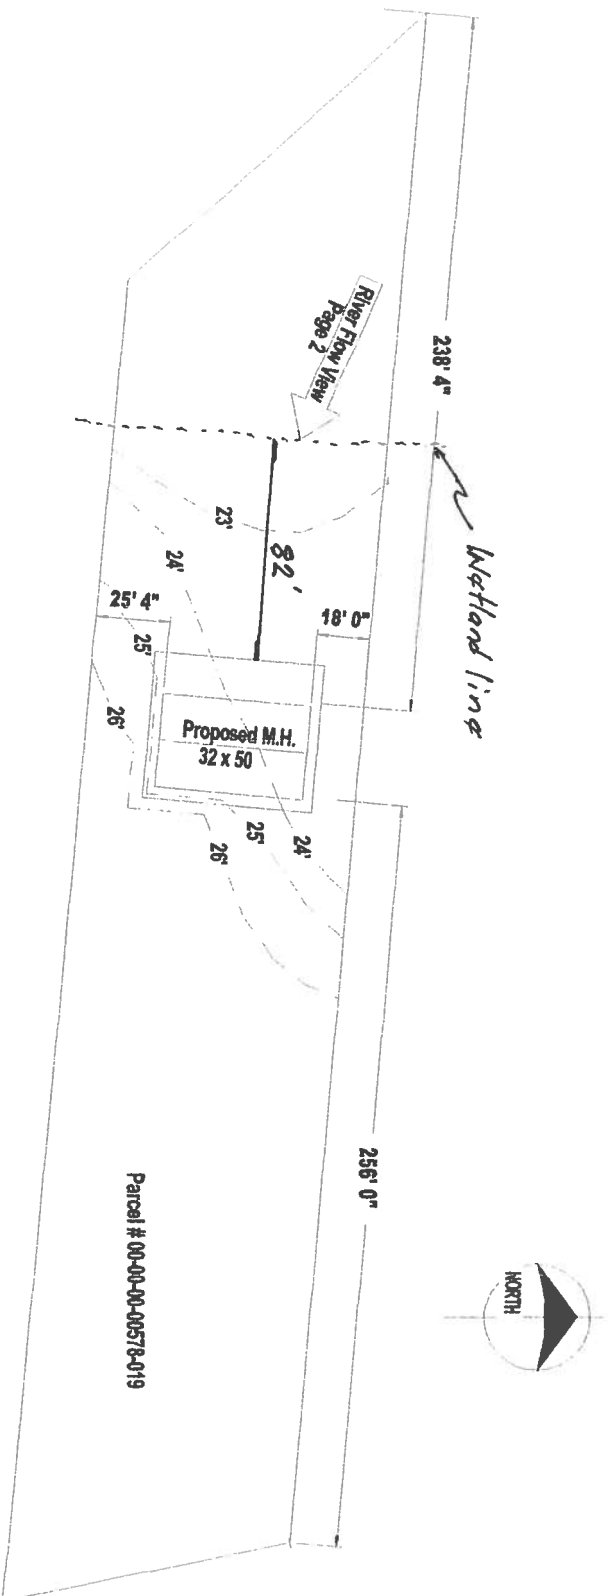 238' 4"
River Flow View
Page 2
Wetland line
23'
82'
24'
25' 4"
18' 0"
25'
26'
Proposed M.H.
32 x 50
24'
25'
26'
256' 0"
Parcel # 00-00-00-00578-019
NORTH